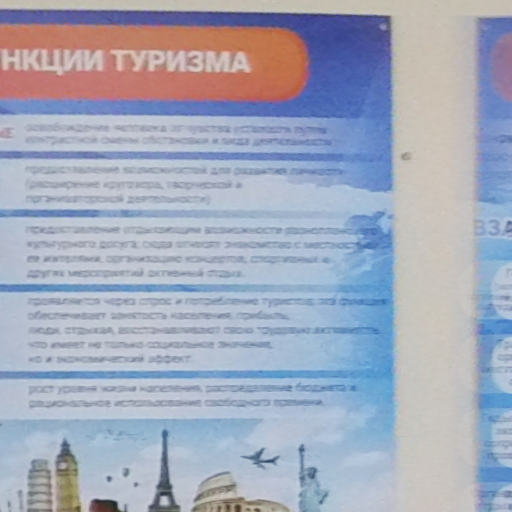 НКЦИИ ТУРИЗМА
ЫЕ
освобождение человека от чувства усталости путем
контрастной смены обстановки и вида деятельности
предоставление возможностей для развития личности
(расширение кругозора, творческой и
организаторской деятельности)
предоставление отдыхающим возможности
культурного досуга, сюда относят знакомство с местностью,
ее жителями, организацию концертов, спортивных и
других мероприятий активный отдых
проявляется через спрос и потребление туристов, эта функция
обеспечивает занятость населения, прибыль,
люди, отдыхая, восстанавливают свою трудовую активность,
что имеет не только социальное значение,
но и экономический эффект
рост уровня жизни населения, распределение бюджета и
рациональное использование свободного времени.
ВЗА